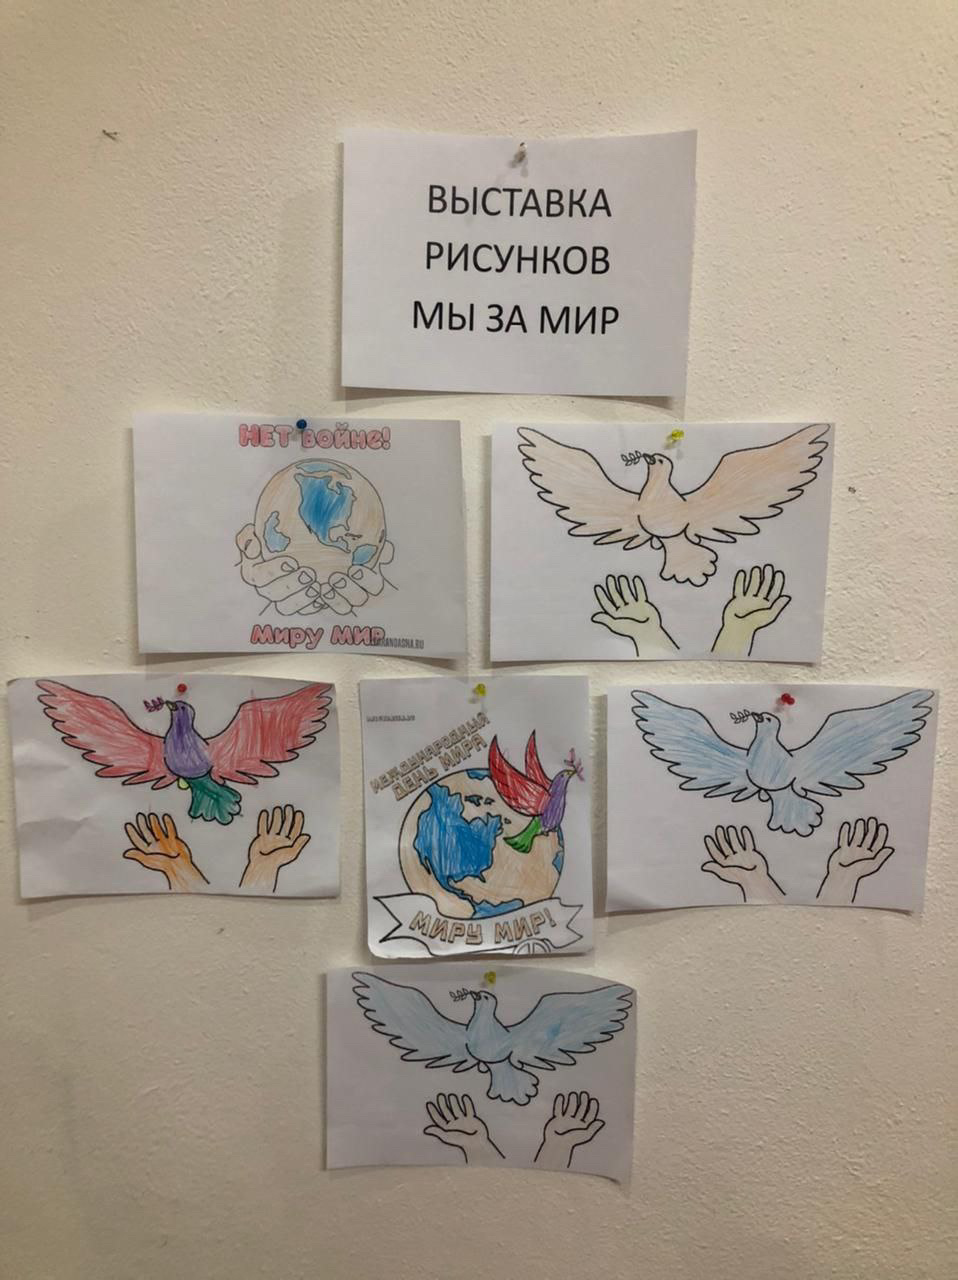 ВЫСТАВКА
РИСУНКОВ
МЫ ЗА МИР
НЕТ войне!
Миру МИР
МЕЖДУНАРОДНЫЙ
ДЕНЬ МИРА
МИРУ МИР!